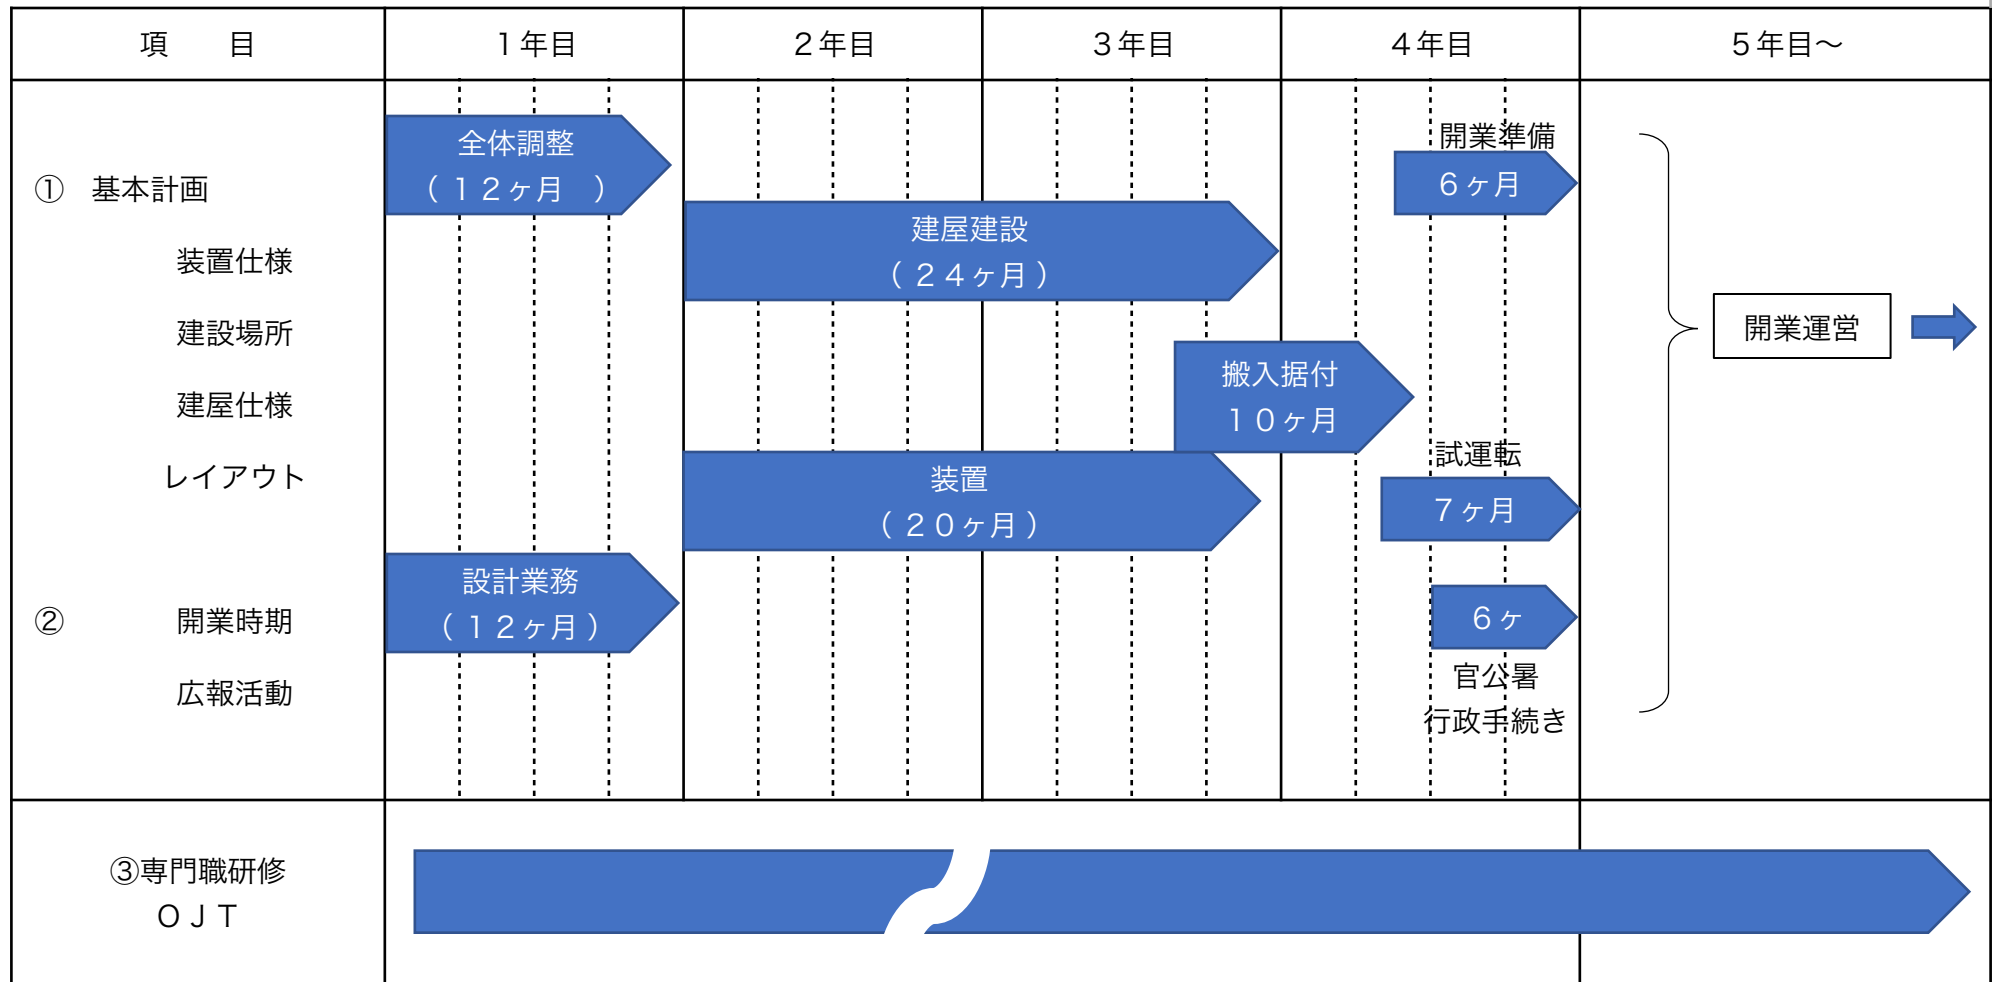 項　　目
１年目
２年目
３年目
４年目
５年目～
全体調整
（１２ヶ月　）
開業準備
６ヶ月
①　基本計画
建屋建設
（２４ヶ月）
装置仕様
建設場所
開業運営
搬入据付
１０ヶ月
建屋仕様
試運転
レイアウト
装置
（２０ヶ月）
７ヶ月
設計業務
（１２ヶ月）
６ヶ
②　開業時期
官公暑
行政手続き
広報活動
③専門職研修
ＯＪＴ